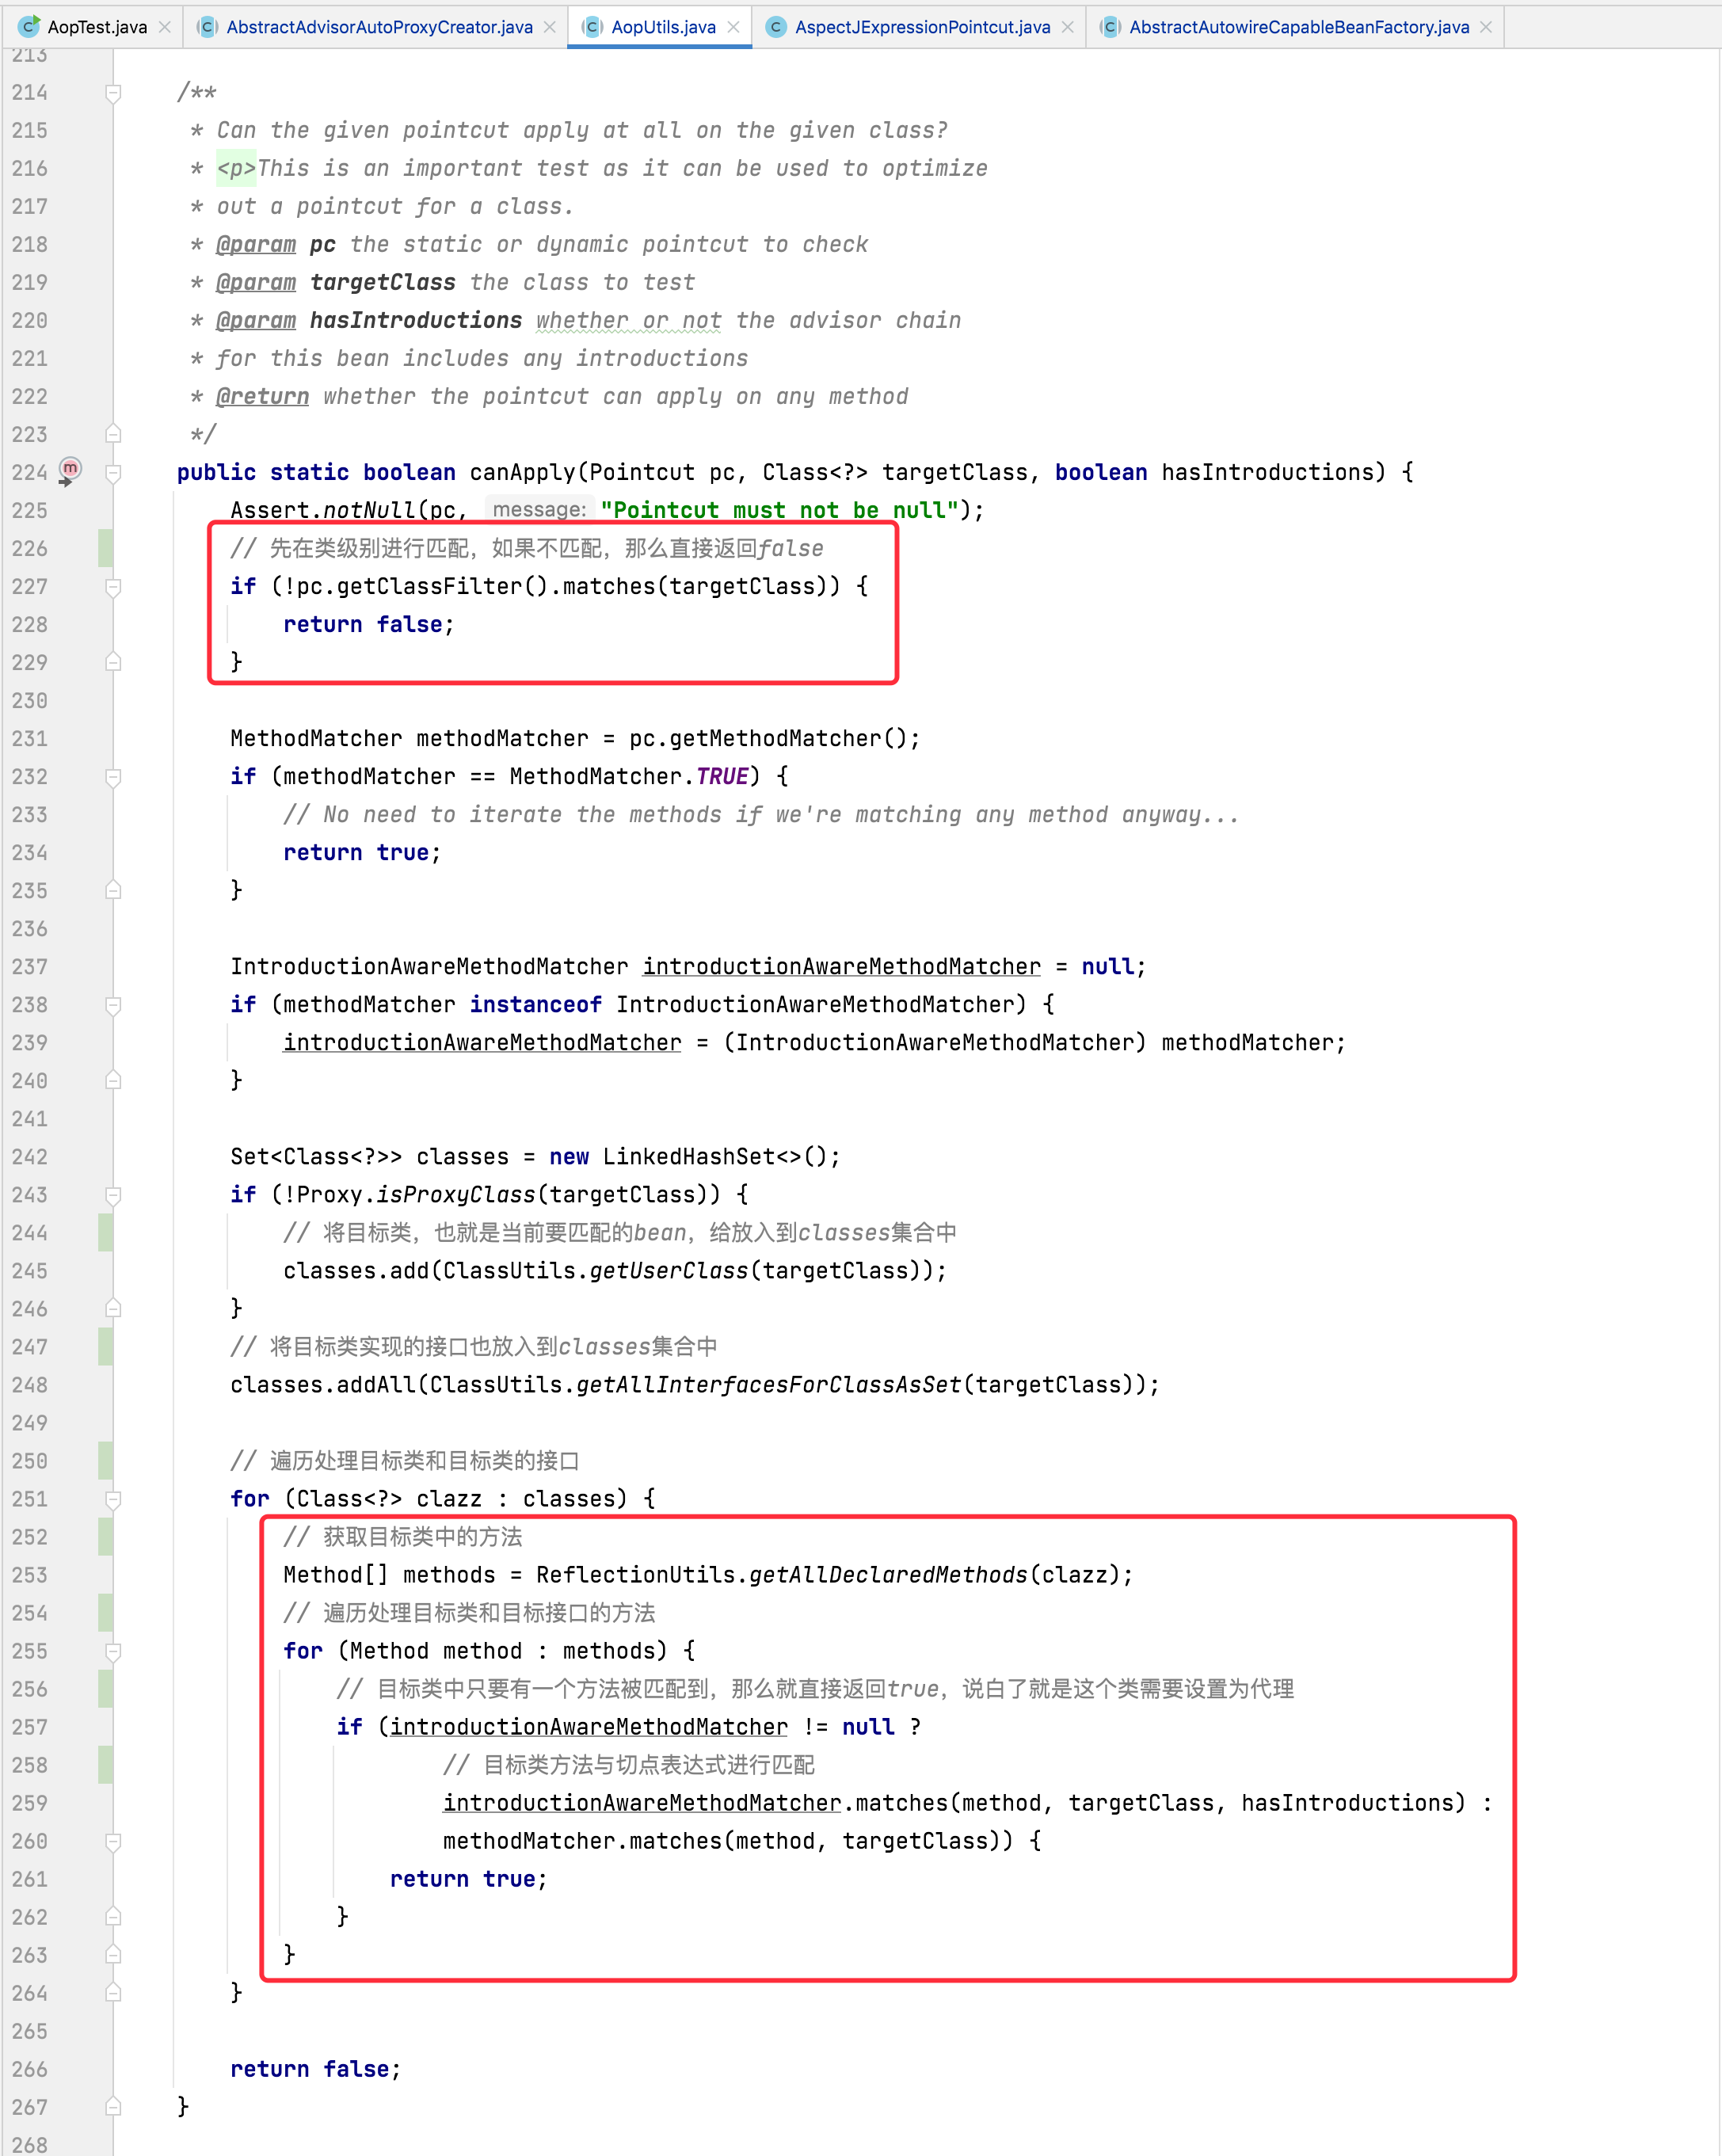 AopTest.java AbstractAdvisorAutoProxyCreator.java AopUtils.java AspectJExpressionPointcut.java AbstractAutowireCapableBeanFactory.java
213
214 /**
215 * Can the given pointcut apply at all on the given class?
216 * <p>This is an important test as it can be used to optimize
217 * out a pointcut for a class.
218 * @param pc the static or dynamic pointcut to check
219 * @param targetClass the class to test
220 * @param hasIntroductions whether or not the advisor chain
221 * for this bean includes any introductions
222 * @return whether the pointcut can apply on any method
223 */
224 public static boolean canApply(Pointcut pc, Class<?> targetClass, boolean hasIntroductions) {
225 Assert.notNull(pc, message: "Pointcut must not be null");
226 // 先在类级别进行匹配，如果不匹配，那么直接返回false
227 if (!pc.getClassFilter().matches(targetClass)) {
228 return false;
229 }
230
231 MethodMatcher methodMatcher = pc.getMethodMatcher();
232 if (methodMatcher == MethodMatcher.TRUE) {
233 // No need to iterate the methods if we're matching any method anyway...
234 return true;
235 }
236
237 IntroductionAwareMethodMatcher introductionAwareMethodMatcher = null;
238 if (methodMatcher instanceof IntroductionAwareMethodMatcher) {
239 introductionAwareMethodMatcher = (IntroductionAwareMethodMatcher) methodMatcher;
240 }
241
242 Set<Class<?>> classes = new LinkedHashSet<>();
243 if (!Proxy.isProxyClass(targetClass)) {
244 // 将目标类，也就是当前要匹配的bean，给放入到classes集合中
245 classes.add(ClassUtils.getUserClass(targetClass));
246 }
247 // 将目标类实现的接口也放入到classes集合中
248 classes.addAll(ClassUtils.getAllInterfacesForClassAsSet(targetClass));
249
250 // 遍历处理目标类和目标类的接口
251 for (Class<?> clazz : classes) {
252 // 获取目标类中的方法
253 Method[] methods = ReflectionUtils.getAllDeclaredMethods(clazz);
254 // 遍历处理目标类和目标接口的方法
255 for (Method method : methods) {
256 // 目标类中只要有一个方法被匹配到，那么就直接返回true，说白了就是这个类需要设置为代理
257 if (introductionAwareMethodMatcher != null ?
258 // 目标类方法与切点表达式进行匹配
259 introductionAwareMethodMatcher.matches(method, targetClass, hasIntroductions) :
260 methodMatcher.matches(method, targetClass)) {
261 return true;
262 }
263 }
264 }
265
266 return false;
267 }
268